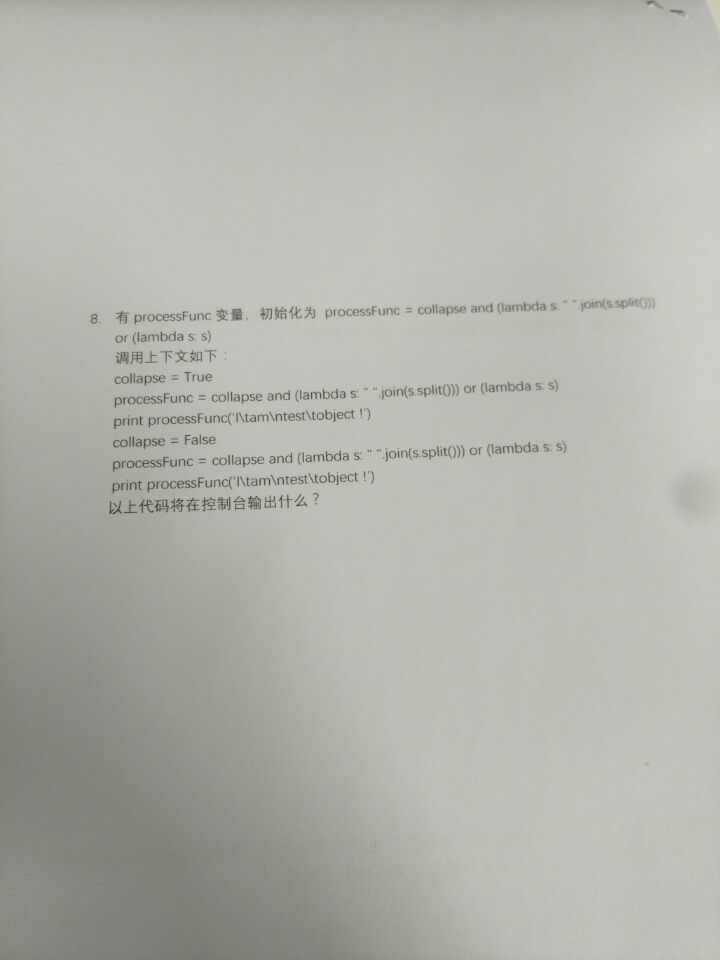 8. 有 processFunc 变量，初始化为 processFunc = collapse and (lambda s: " ".join(s.split()))
or (lambda s: s)
调用上下文如下：
collapse = True
processFunc = collapse and (lambda s: " ".join(s.split())) or (lambda s: s)
print processFunc('I\tam\ntest\tobject !')
collapse = False
processFunc = collapse and (lambda s: " ".join(s.split())) or (lambda s: s)
print processFunc('I\tam\ntest\tobject !')
以上代码将在控制台输出什么？